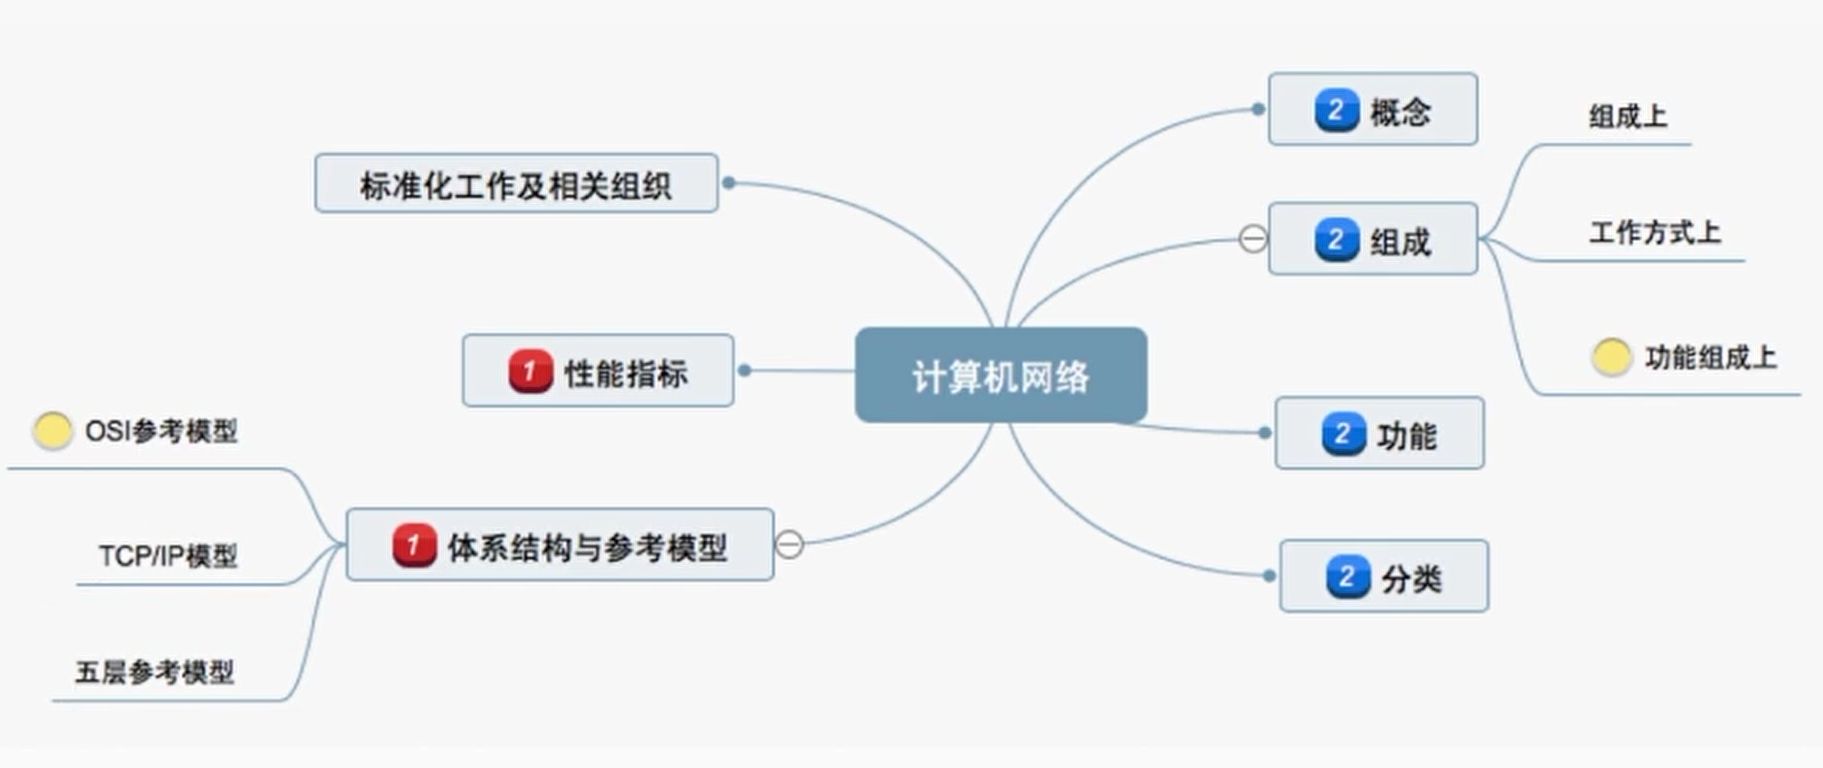 计算机网络
2 概念
2 组成
组成上
工作方式上
功能组成上
2 功能
2 分类
标准化工作及相关组织
1 性能指标
1 体系结构与参考模型
OSI参考模型
TCP/IP模型
五层参考模型